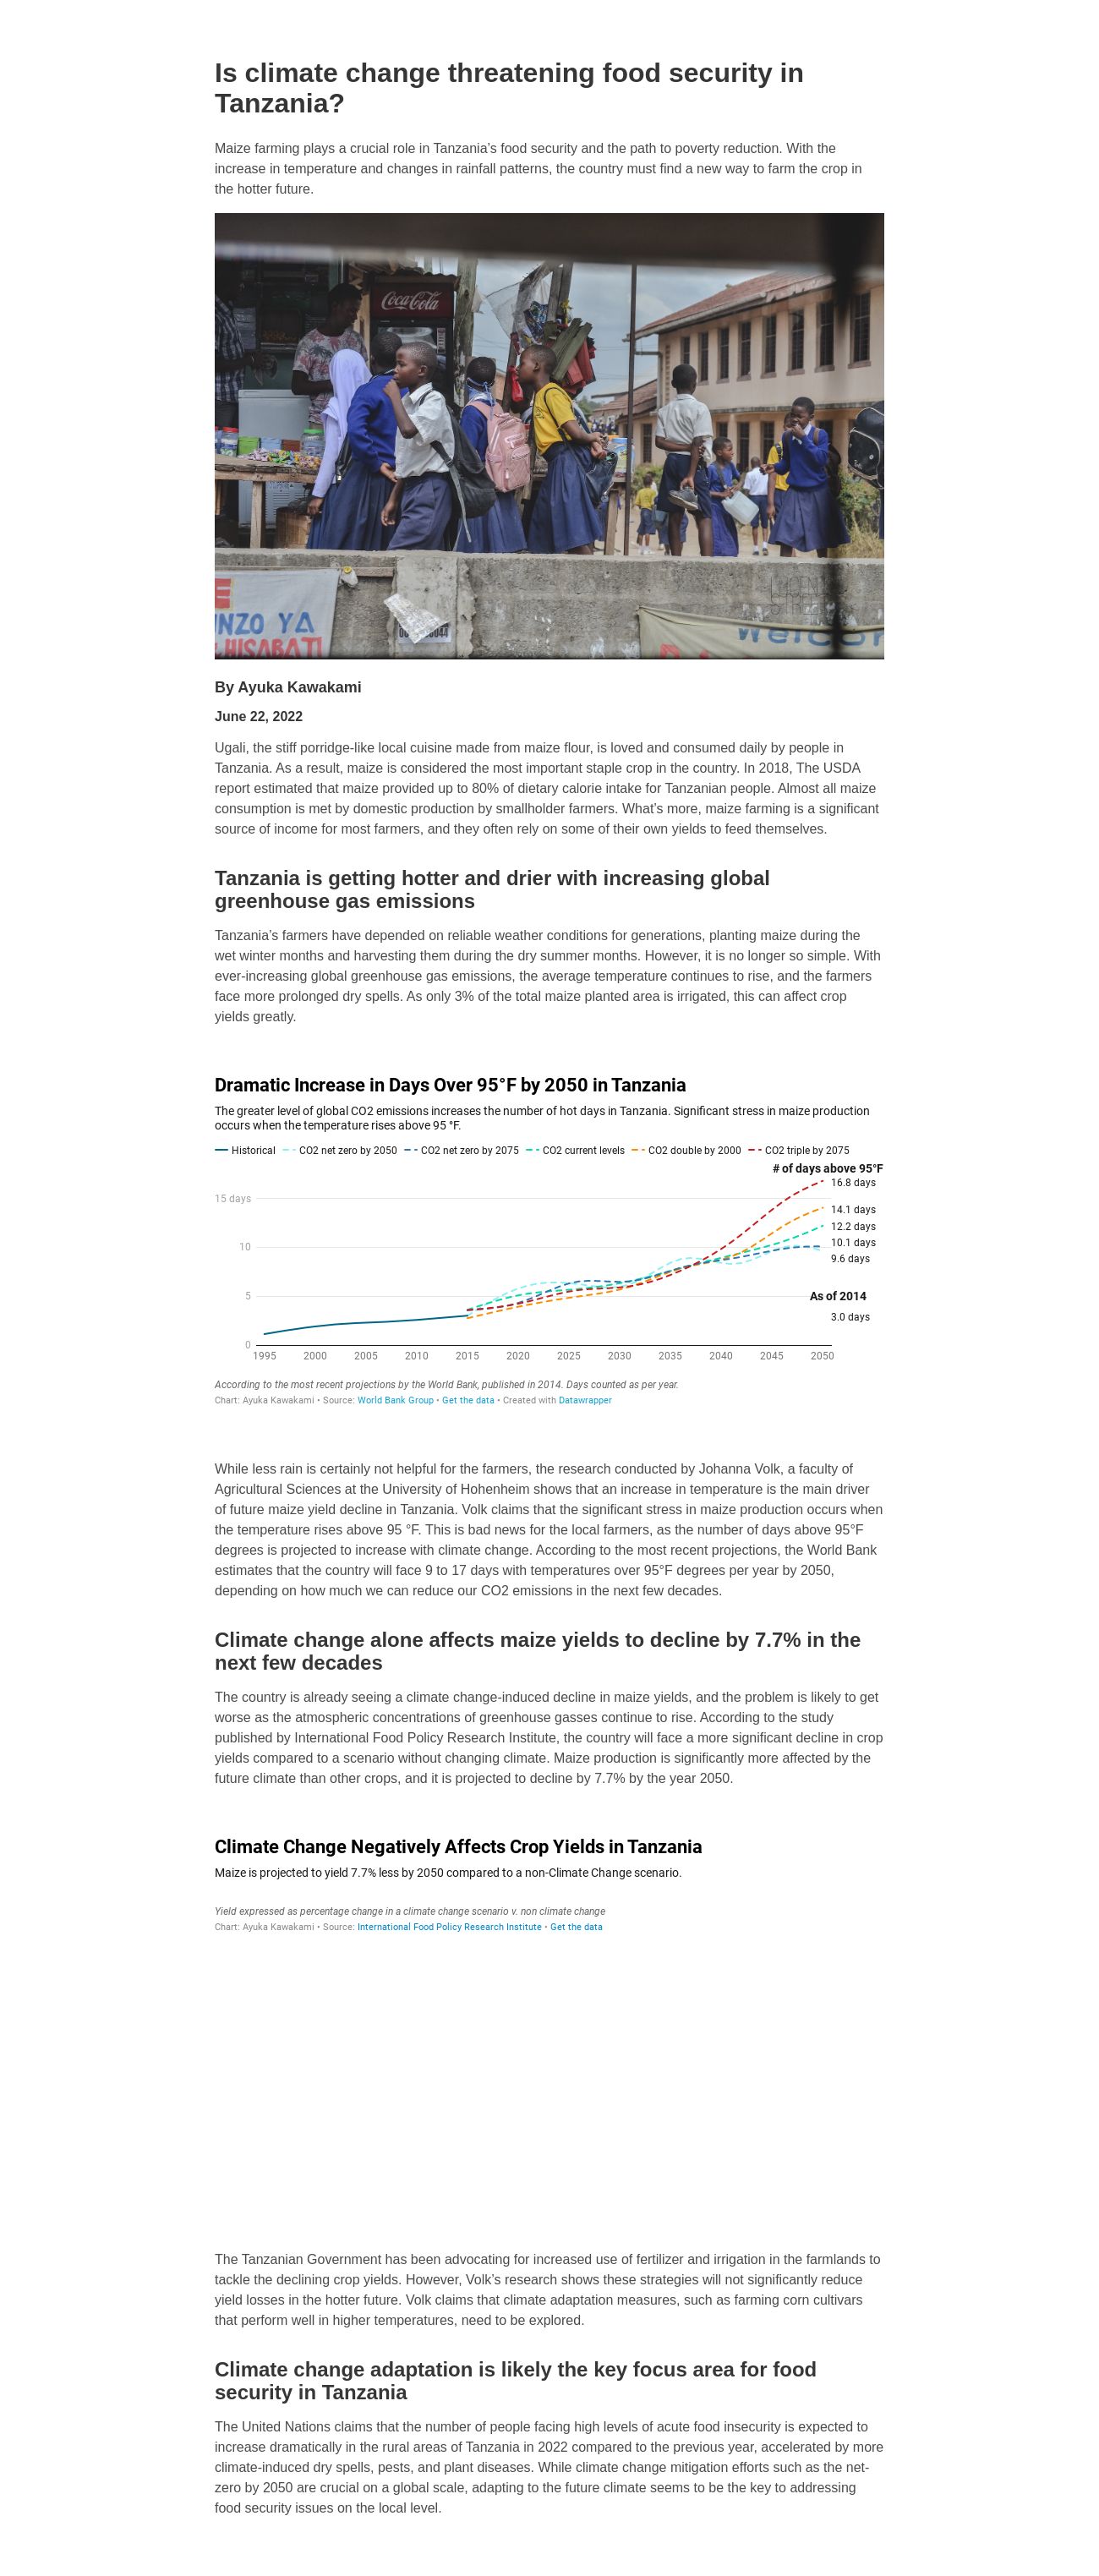 Is climate change threatening food security in
Tanzania?
Maize farming plays a crucial role in Tanzania’s food security and the path to poverty reduction. With the
increase in temperature and changes in rainfall patterns, the country must find a new way to farm the crop in
the hotter future.
Coca-Cola
NZO YA
HISABATI
Welcom
By Ayuka Kawakami
June 22, 2022
Ugali, the stiff porridge-like local cuisine made from maize flour, is loved and consumed daily by people in
Tanzania. As a result, maize is considered the most important staple crop in the country. In 2018, The USDA
report estimated that maize provided up to 80% of dietary calorie intake for Tanzanian people. Almost all maize
consumption is met by domestic production by smallholder farmers. What’s more, maize farming is a significant
source of income for most farmers, and they often rely on some of their own yields to feed themselves.
Tanzania is getting hotter and drier with increasing global
greenhouse gas emissions
Tanzania’s farmers have depended on reliable weather conditions for generations, planting maize during the
wet winter months and harvesting them during the dry summer months. However, it is no longer so simple. With
ever-increasing global greenhouse gas emissions, the average temperature continues to rise, and the farmers
face more prolonged dry spells. As only 3% of the total maize planted area is irrigated, this can affect crop
yields greatly.
Dramatic Increase in Days Over 95°F by 2050 in Tanzania
The greater level of global CO2 emissions increases the number of hot days in Tanzania. Significant stress in maize production
occurs when the temperature rises above 95 °F.
Historical CO2 net zero by 2050 CO2 net zero by 2075 CO2 current levels CO2 double by 2000 CO2 triple by 2075
# of days above 95°F
16.8 days
15 days
14.1 days
12.2 days
10.1 days
10
9.6 days
5
As of 2014
3.0 days
0
1995 2000 2005 2010 2015 2020 2025 2030 2035 2040 2045 2050
According to the most recent projections by the World Bank, published in 2014. Days counted as per year.
Chart: Ayuka Kawakami • Source: World Bank Group • Get the data • Created with Datawrapper
While less rain is certainly not helpful for the farmers, the research conducted by Johanna Volk, a faculty of
Agricultural Sciences at the University of Hohenheim shows that an increase in temperature is the main driver
of future maize yield decline in Tanzania. Volk claims that the significant stress in maize production occurs when
the temperature rises above 95 °F. This is bad news for the local farmers, as the number of days above 95°F
degrees is projected to increase with climate change. According to the most recent projections, the World Bank
estimates that the country will face 9 to 17 days with temperatures over 95°F degrees per year by 2050,
depending on how much we can reduce our CO2 emissions in the next few decades.
Climate change alone affects maize yields to decline by 7.7% in the
next few decades
The country is already seeing a climate change-induced decline in maize yields, and the problem is likely to get
worse as the atmospheric concentrations of greenhouse gasses continue to rise. According to the study
published by International Food Policy Research Institute, the country will face a more significant decline in crop
yields compared to a scenario without changing climate. Maize production is significantly more affected by the
future climate than other crops, and it is projected to decline by 7.7% by the year 2050.
Climate Change Negatively Affects Crop Yields in Tanzania
Maize is projected to yield 7.7% less by 2050 compared to a non-Climate Change scenario.
Yield expressed as percentage change in a climate change scenario v. non climate change
Chart: Ayuka Kawakami • Source: International Food Policy Research Institute • Get the data
The Tanzanian Government has been advocating for increased use of fertilizer and irrigation in the farmlands to
tackle the declining crop yields. However, Volk’s research shows these strategies will not significantly reduce
yield losses in the hotter future. Volk claims that climate adaptation measures, such as farming corn cultivars
that perform well in higher temperatures, need to be explored.
Climate change adaptation is likely the key focus area for food
security in Tanzania
The United Nations claims that the number of people facing high levels of acute food insecurity is expected to
increase dramatically in the rural areas of Tanzania in 2022 compared to the previous year, accelerated by more
climate-induced dry spells, pests, and plant diseases. While climate change mitigation efforts such as the net-
zero by 2050 are crucial on a global scale, adapting to the future climate seems to be the key to addressing
food security issues on the local level.